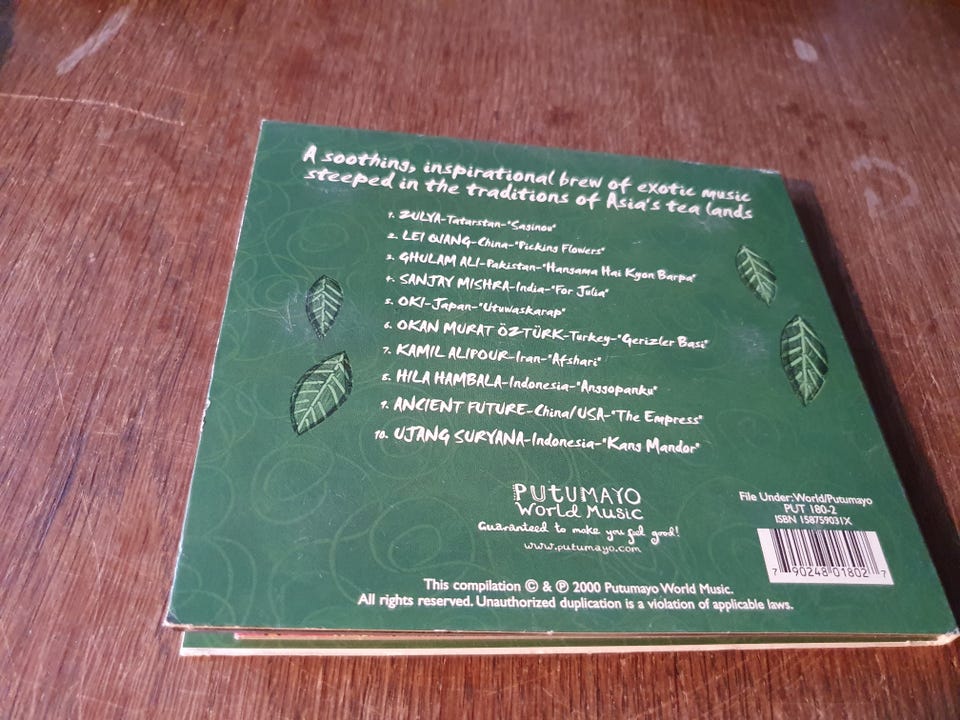 A soothing, inspirational brew of exotic music
steeped in the traditions of Asia's tea lands
1. ZULYA-Tatarstan-"Saginou"
2. LEI QIANG-China-"Picking Flowers"
3. GHULAM ALI-Pakistan-"Hangama Hai Kyon Barpa"
4. SANJAY MISHRA-India-"For Julia"
5. OKI-Japan-"Utuwaskarap"
6. OKAN MURAT ÖZTÜRK-Turkey-"Gerizler Basi"
7. KAMIL ALIPOUR-Iran-"Afshari"
8. HILA HAMBALA-Indonesia-"Anggopanku"
9. ANCIENT FUTURE-China/USA-"The Empress"
10. UJANG SURYANA-Indonesia-"Kang Mandor"
PUTUMAYO
World Music
Guaranteed to make you feel good!
www.putumayo.com
File Under: World/Putumayo
PUT 180-2
ISBN 158759031X
7 90248 01802 7
This compilation © & ℗ 2000 Putumayo World Music.
All rights reserved. Unauthorized duplication is a violation of applicable laws.